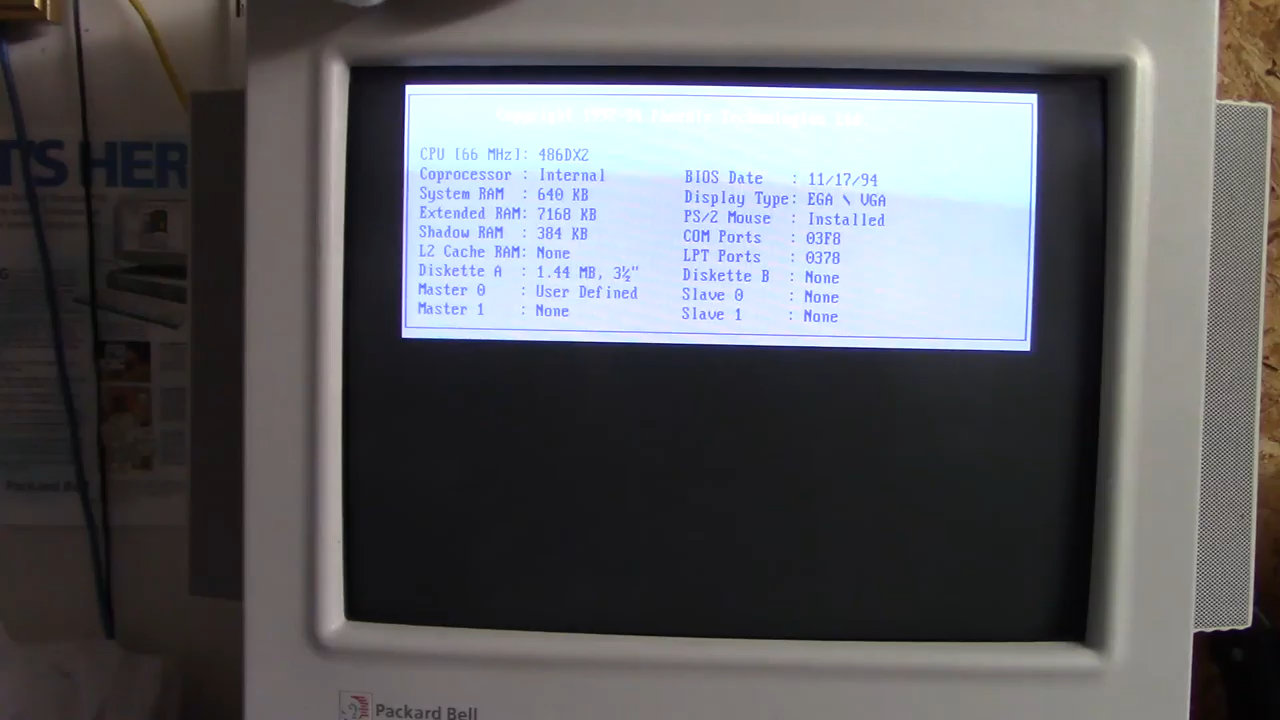 T'S HER
CPU [66 MHz]: 486DX2
Coprocessor : Internal
System RAM : 640 KB
Extended RAM: 7168 KB
Shadow RAM : 384 KB
L2 Cache RAM: None
Diskette A : 1.44 MB, 3½"
Master 0 : User Defined
Master 1 : None
BIOS Date : 11/17/94
Display Type: EGA \ VGA
PS/2 Mouse : Installed
COM Ports : 03F8
LPT Ports : 0378
Diskette B : None
Slave 0 : None
Slave 1 : None
Packard Bell
Packard Bell